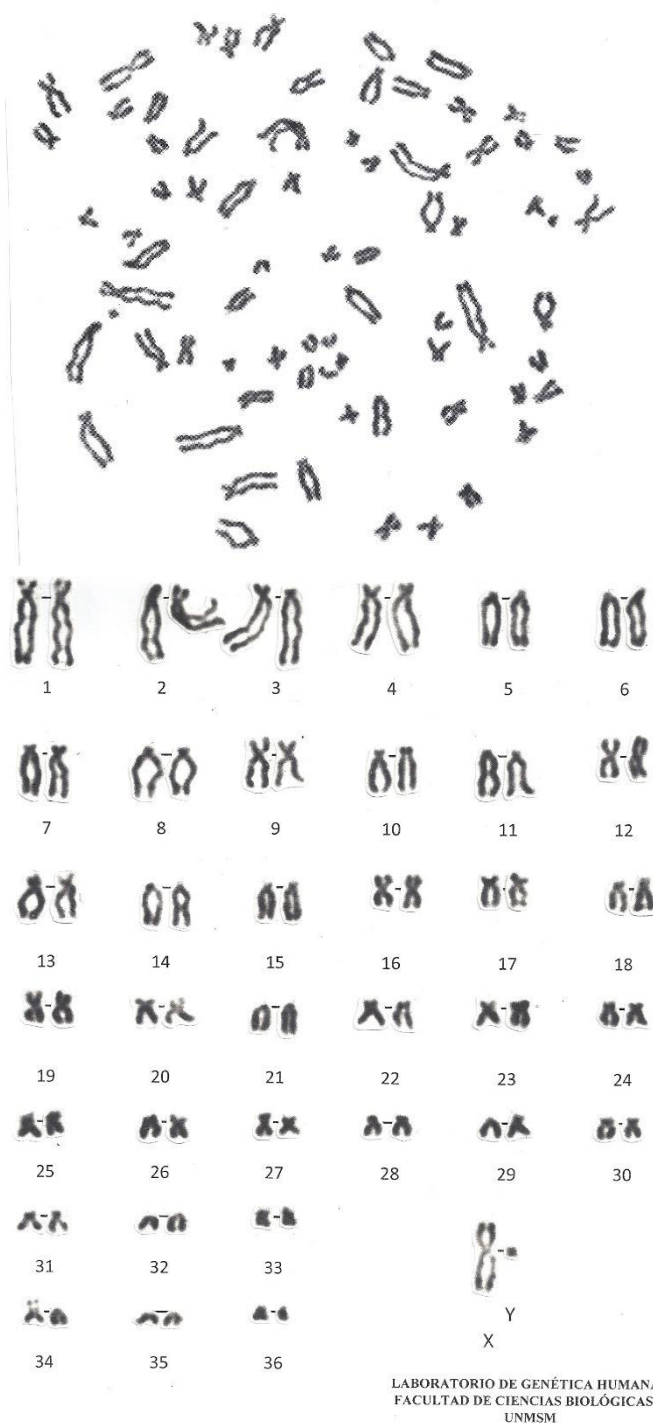 1 2 3 4 5 6
7 8 9 10 11 12
13 14 15 16 17 18
19 20 21 22 23 24
25 26 27 28 29 30
31 32 33
Y
X
34 35 36
LABORATORIO DE GENÉTICA HUMANA
FACULTAD DE CIENCIAS BIOLÓGICAS
UNMSM